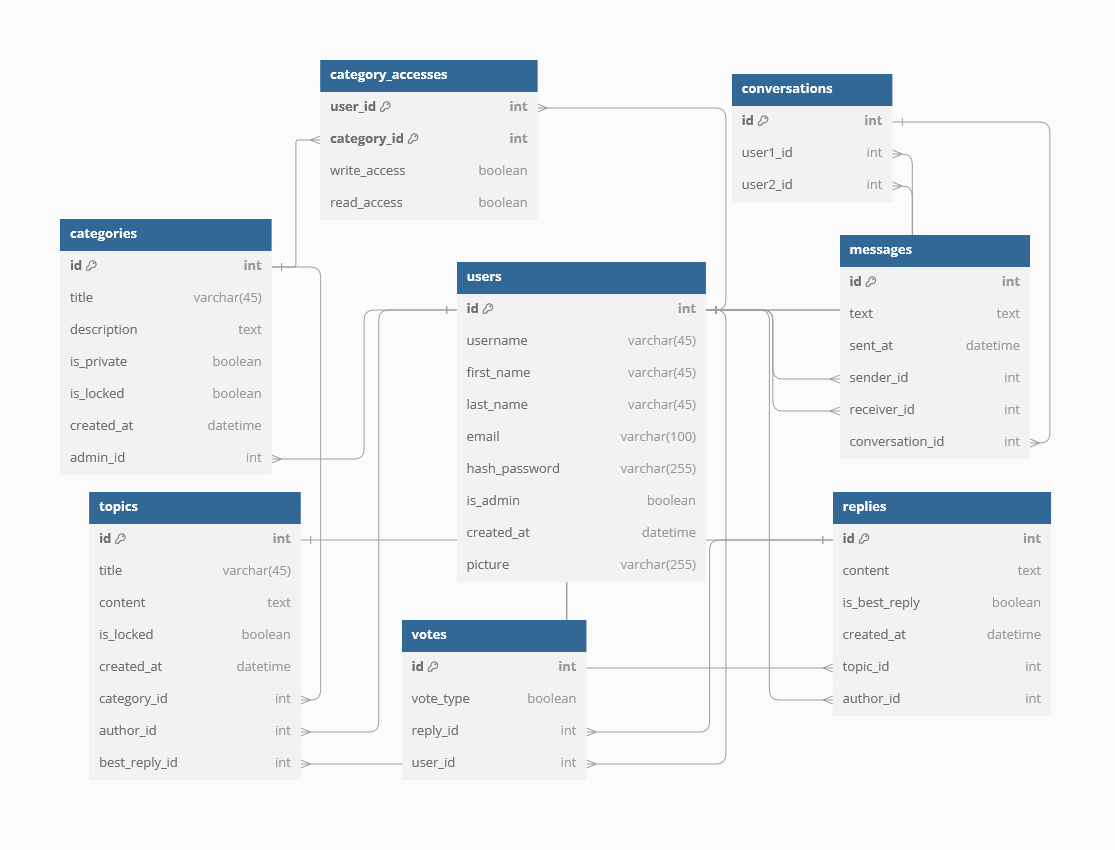 category_accesses
user_id int
category_id int
write_access boolean
read_access boolean
conversations
id int
user1_id int
user2_id int
categories
id int
title varchar(45)
description text
is_private boolean
is_locked boolean
created_at datetime
admin_id int
users
id int
username varchar(45)
first_name varchar(45)
last_name varchar(45)
email varchar(100)
hash_password varchar(255)
is_admin boolean
created_at datetime
picture varchar(255)
messages
id int
text text
sent_at datetime
sender_id int
receiver_id int
conversation_id int
topics
id int
title varchar(45)
content text
is_locked boolean
created_at datetime
category_id int
author_id int
best_reply_id int
votes
id int
vote_type boolean
reply_id int
user_id int
replies
id int
content text
is_best_reply boolean
created_at datetime
topic_id int
author_id int